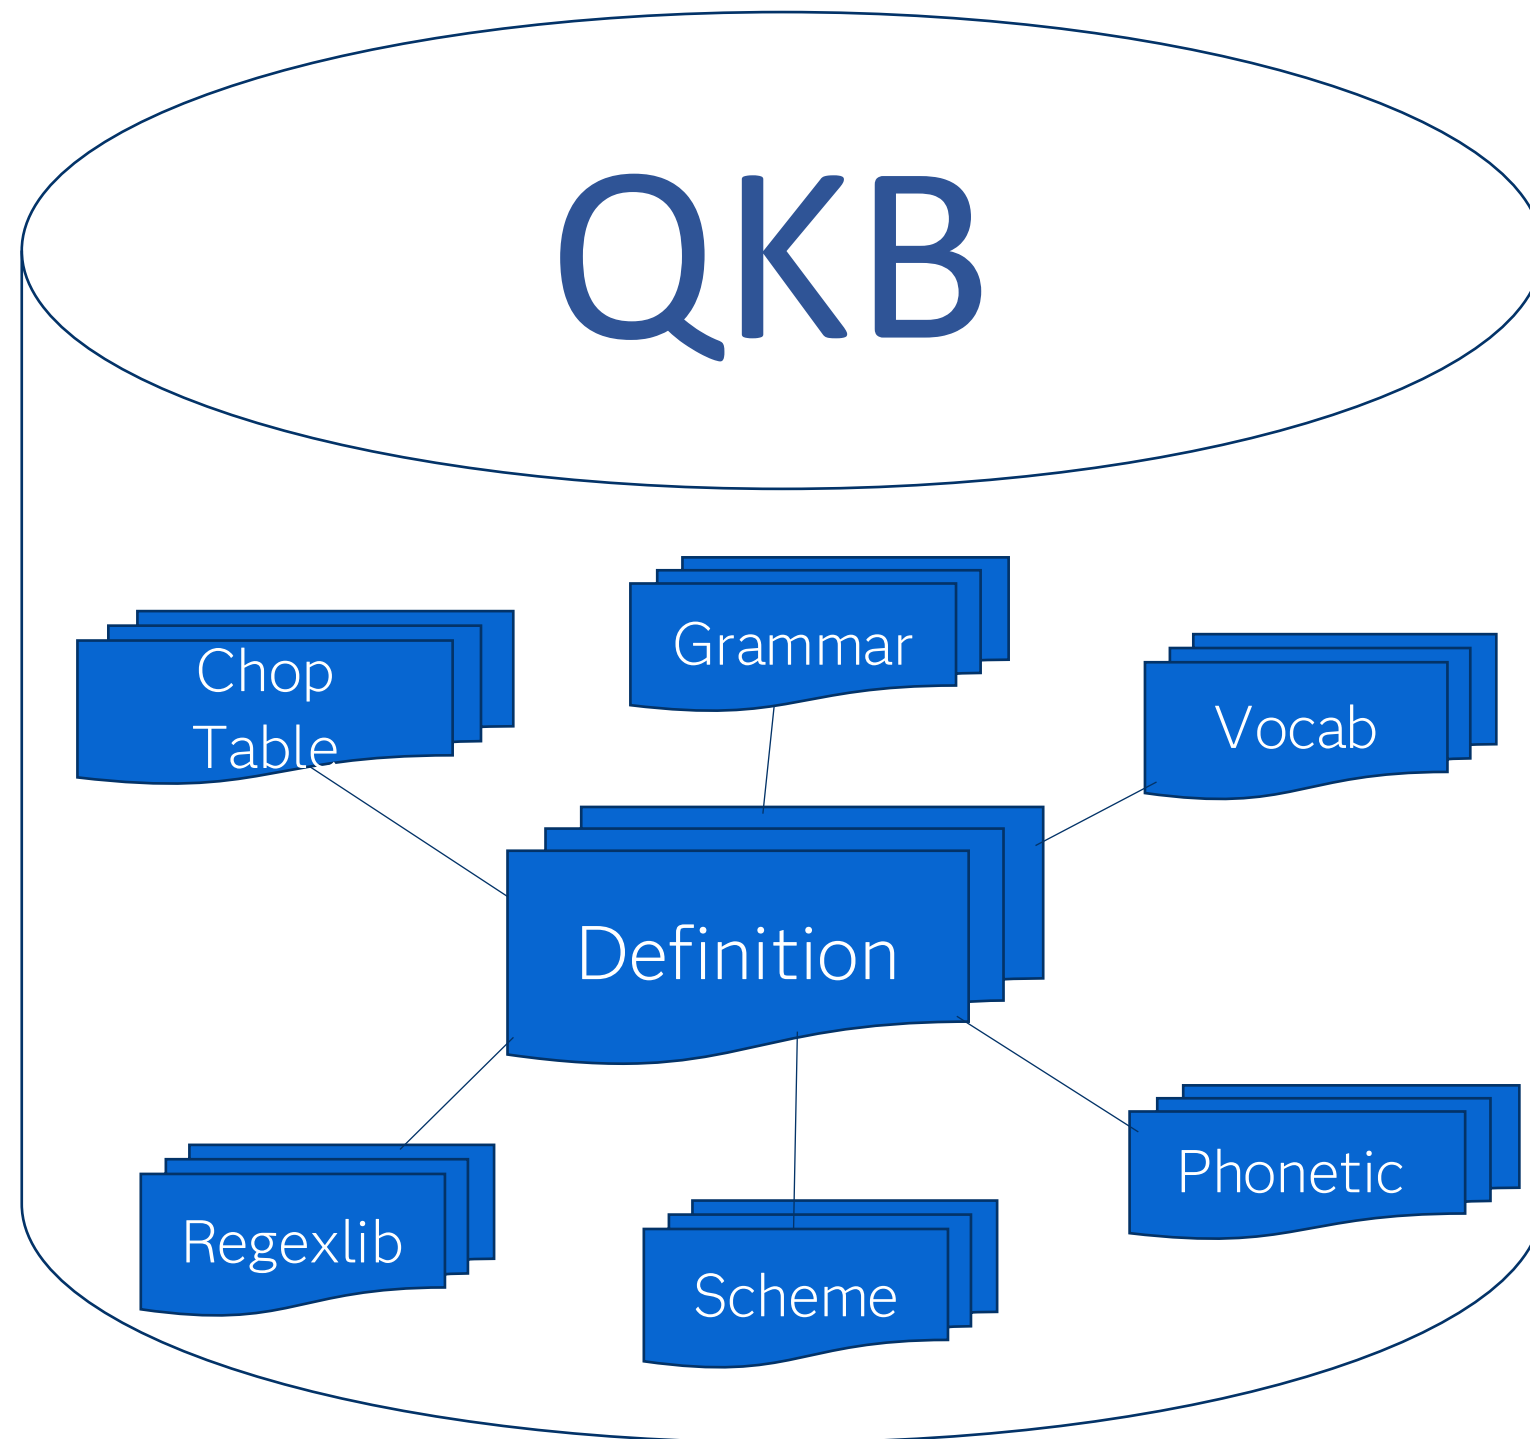 QKB
Grammar
Chop
Table
Vocab
Definition
Phonetic
Regexlib
Scheme